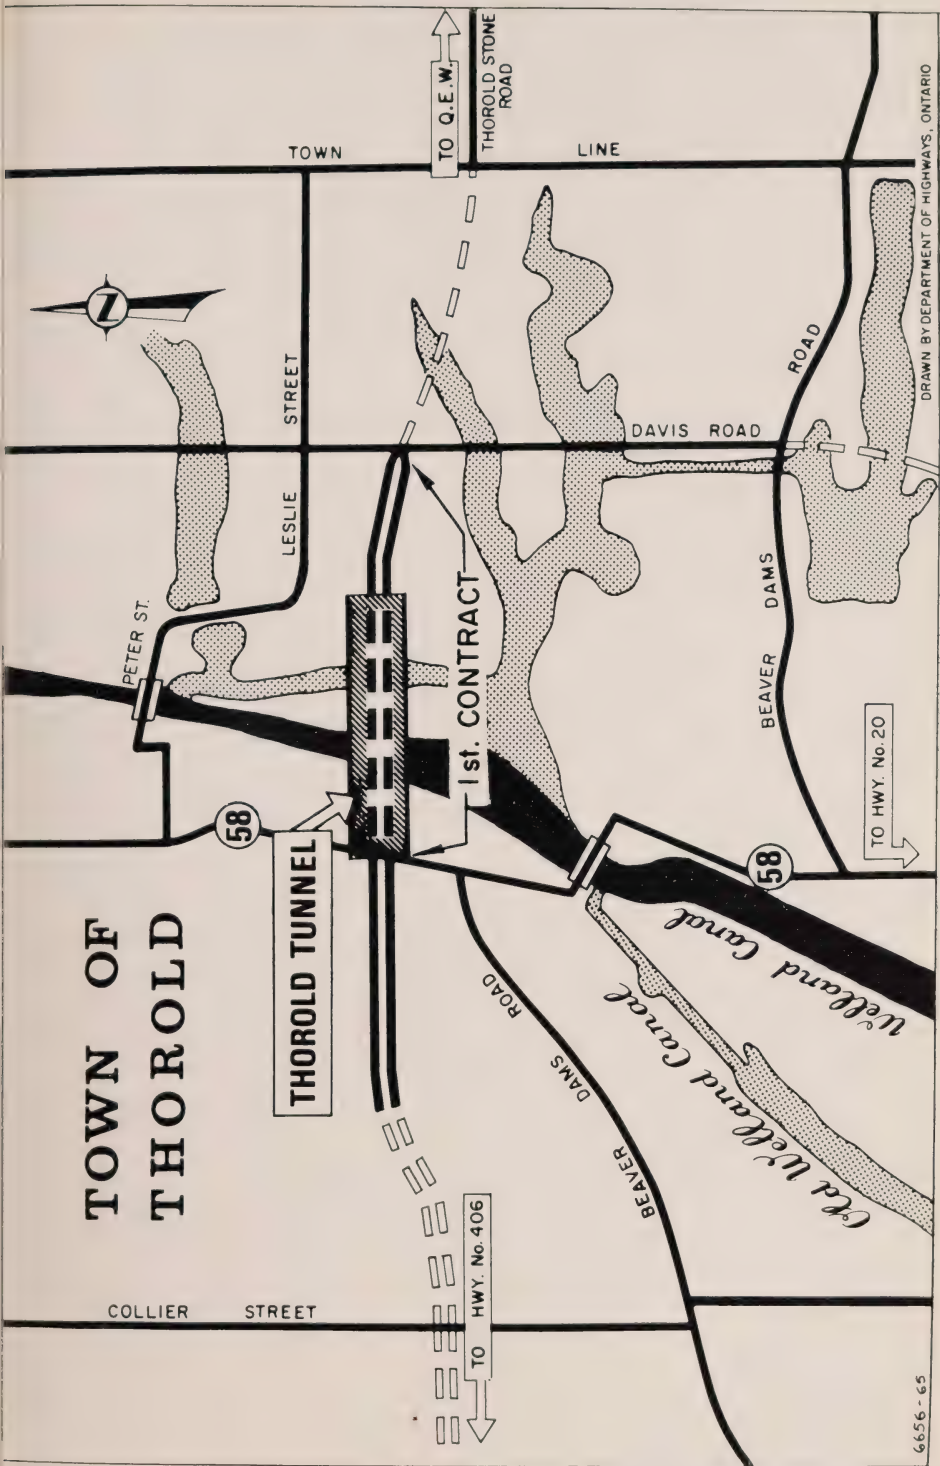 TOWN OF
THOROLD
THOROLD TUNNEL
1st. CONTRACT
TO Q.E.W.
THOROLD STONE
ROAD
TOWN LINE
LESLIE STREET
PETER ST.
DAVIS ROAD
BEAVER DAMS ROAD
BEAVER DAMS ROAD
58
58
TO HWY. No. 20
TO HWY. No. 406
COLLIER STREET
Welland Canal
Old Welland Canal
N
DRAWN BY DEPARTMENT OF HIGHWAYS, ONTARIO
6656-65